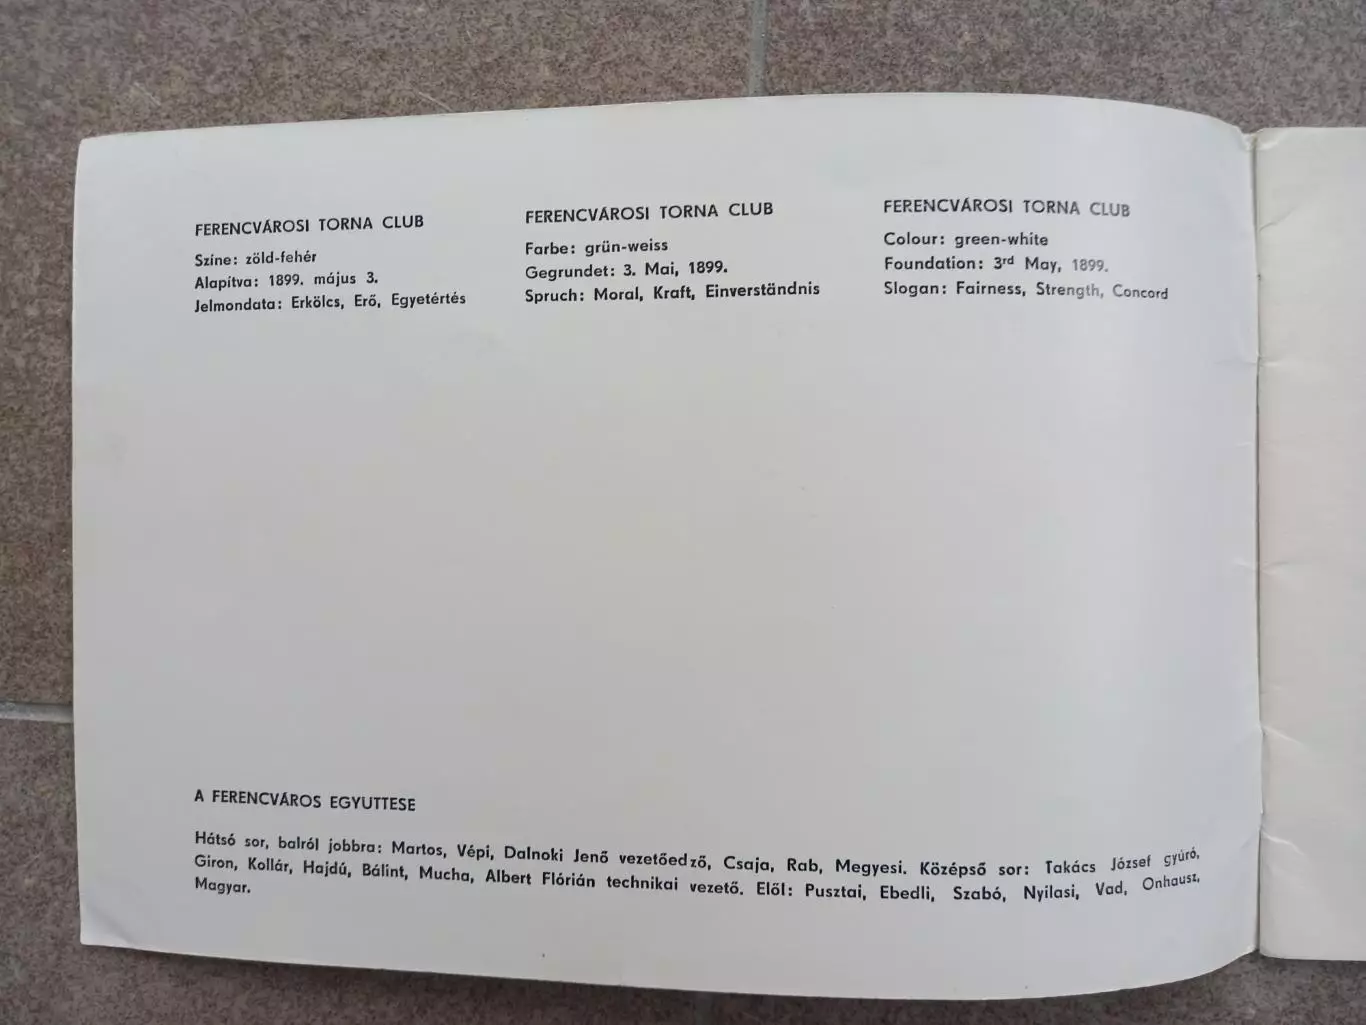 FERENCVÁROSI TORNA CLUB
Színe: zöld-fehér
Alapítva: 1899. május 3.
Jelmondata: Erkölcs, Erő, Egyetértés
FERENCVÁROSI TORNA CLUB
Farbe: grün-weiss
Gegrundet: 3. Mai, 1899.
Spruch: Moral, Kraft, Einverständnis
FERENCVÁROSI TORNA CLUB
Colour: green-white
Foundation: 3rd May, 1899.
Slogan: Fairness, Strength, Concord
A FERENCVÁROS EGYUTTESE
Hátsó sor, balról jobbra: Martos, Vépi, Dalnoki Jenő vezetőedző, Csaja, Rab, Megyesi. Középső sor: Takács József gyúró,
Giron, Kollár, Hajdú, Bálint, Mucha, Albert Flórián technikai vezető. Elől: Pusztai, Ebedli, Szabó, Nyilasi, Vad, Onhausz,
Magyar.